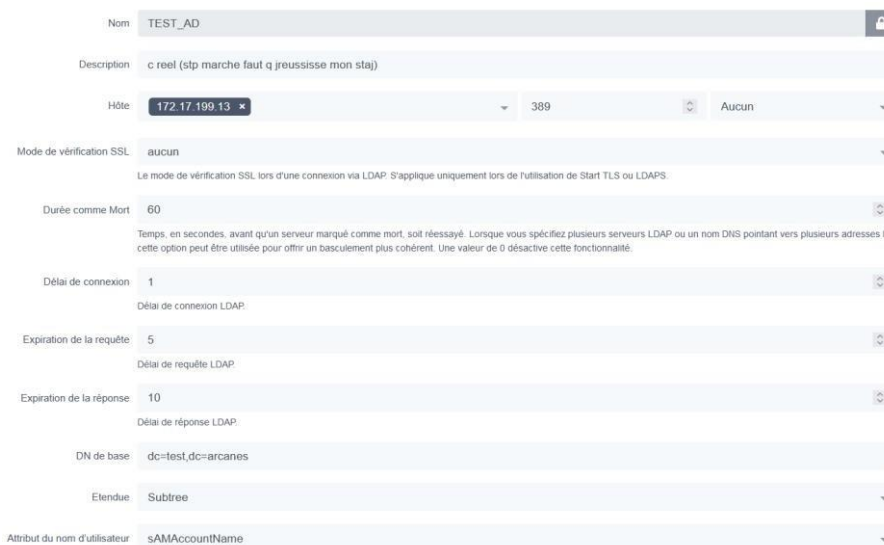 Nom TEST_AD
Description c reel (stp marche faut q jreussisse mon staj)
Hôte 172.17.199.13 × 389 Aucun
Mode de vérification SSL aucun
Le mode de vérification SSL lors d'une connexion via LDAP. S'applique uniquement lors de l'utilisation de Start TLS ou LDAPS.
Durée comme Mort 60
Temps, en secondes, avant qu'un serveur marqué comme mort, soit réessayé. Lorsque vous spécifiez plusieurs serveurs LDAP ou un nom DNS pointant vers plusieurs adresses
cette option peut être utilisée pour offrir un basculement plus cohérent. Une valeur de 0 désactive cette fonctionnalité.
Délai de connexion 1
Délai de connexion LDAP.
Expiration de la requête 5
Délai de requête LDAP.
Expiration de la réponse 10
Délai de réponse LDAP.
DN de base dc=test,dc=arcanes
Etendue Subtree
Attribut du nom d'utilisateur sAMAccountName